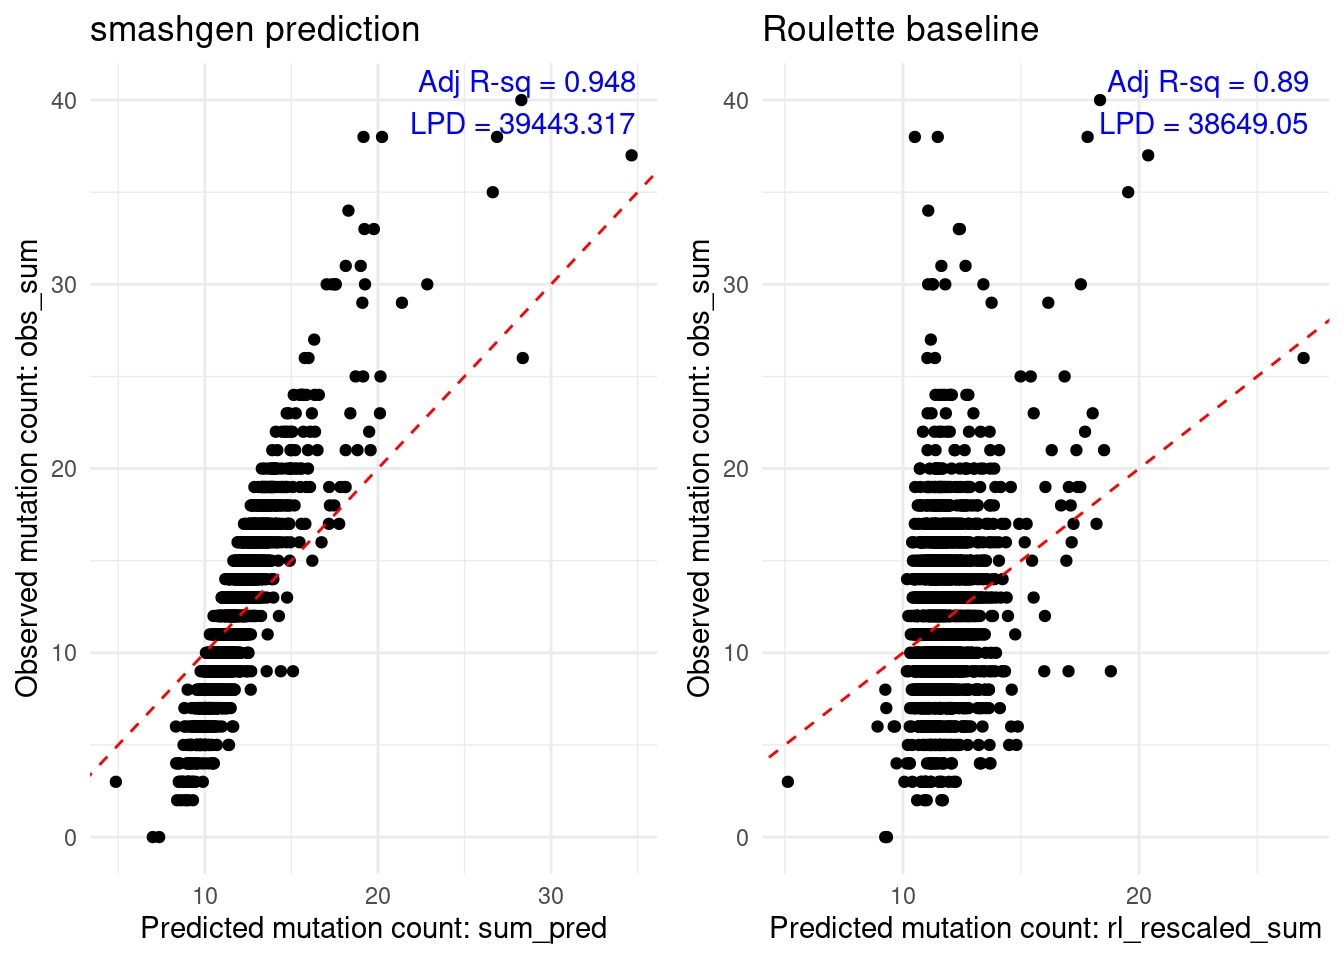 smashgen prediction
Adj R-sq = 0.948
LPD = 39443.317
Observed mutation count: obs_sum
40
30
20
10
0
10
20
30
Predicted mutation count: sum_pred
Roulette baseline
Adj R-sq = 0.89
LPD = 38649.05
Observed mutation count: obs_sum
40
30
20
10
0
10
20
Predicted mutation count: rl_rescaled_sum